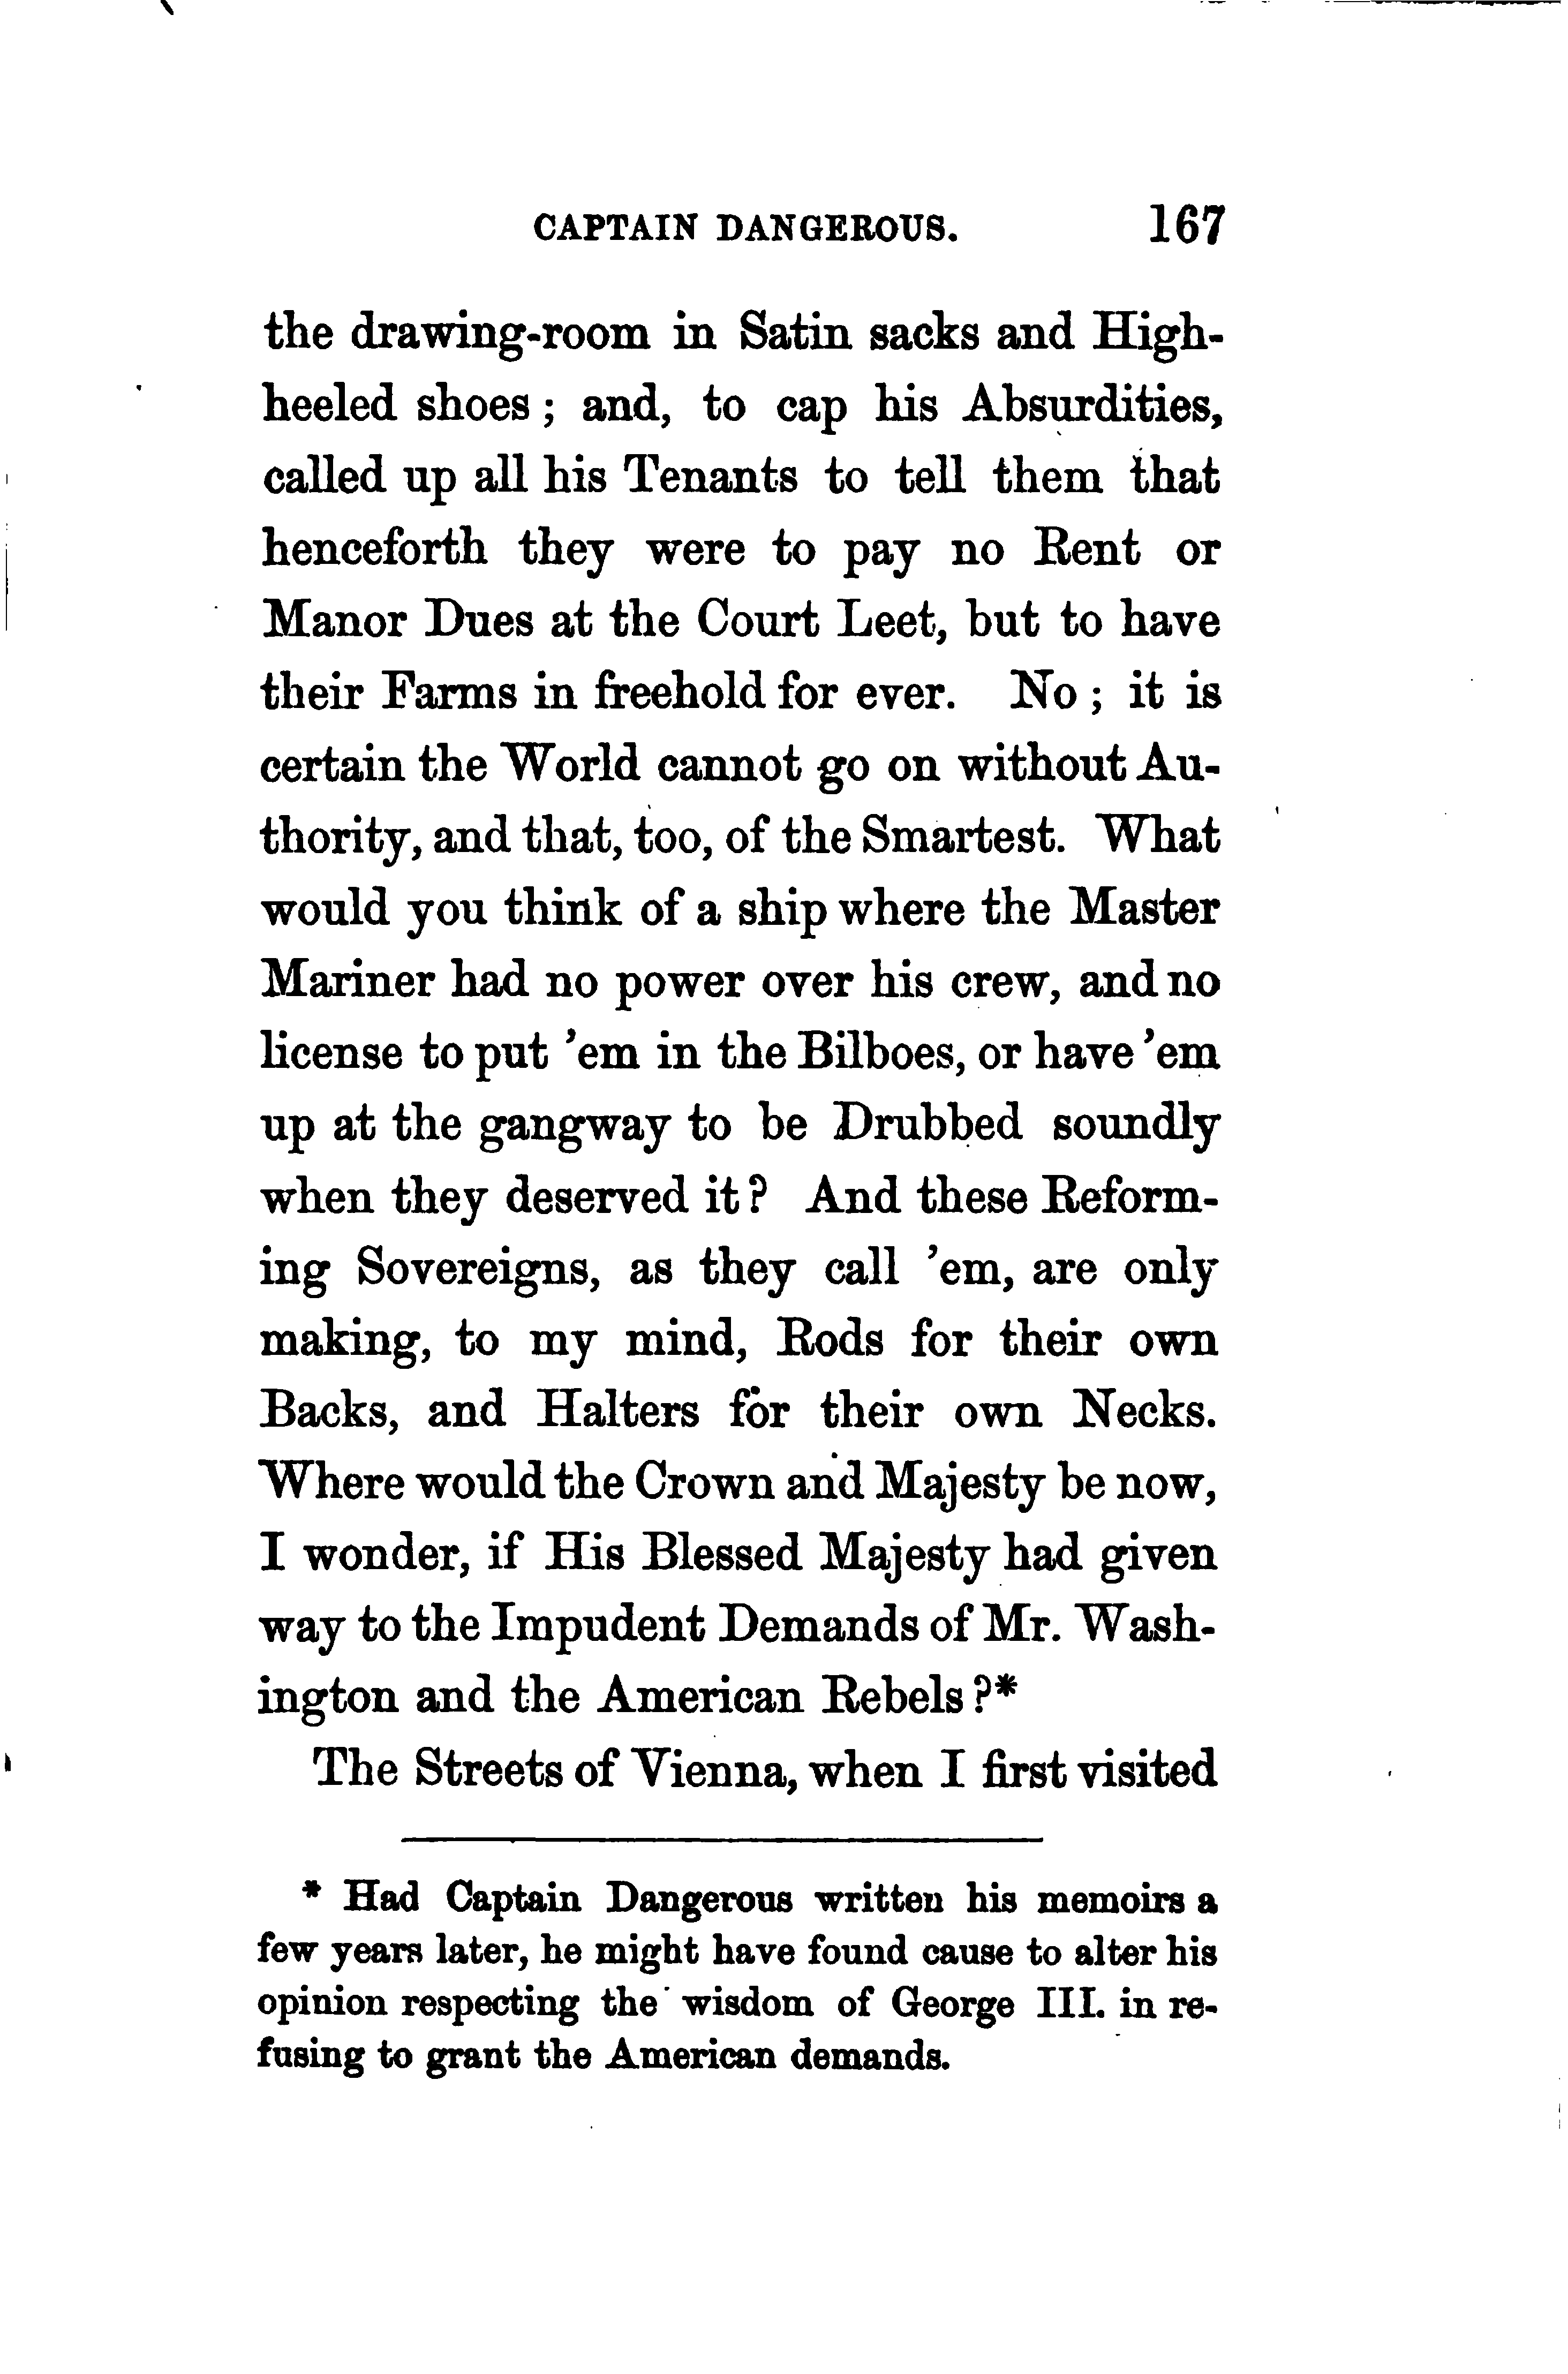 CAPTAIN DANGEROUS. 167
the drawing-room in Satin sacks and High-
heeled shoes ; and, to cap his Absurdities,
called up all his Tenants to tell them that
henceforth they were to pay no Rent or
Manor Dues at the Court Leet, but to have
their Farms in freehold for ever. No ; it is
certain the World cannot go on without Au-
thority, and that, too, of the Smartest. What
would you think of a ship where the Master
Mariner had no power over his crew, and no
license to put ’em in the Bilboes, or have ’em
up at the gangway to be Drubbed soundly
when they deserved it ? And these Reform-
ing Sovereigns, as they call ’em, are only
making, to my mind, Rods for their own
Backs, and Halters for their own Necks.
Where would the Crown and Majesty be now,
I wonder, if His Blessed Majesty had given
way to the Impudent Demands of Mr. Wash-
ington and the American Rebels ?*
The Streets of Vienna, when I first visited
* Had Captain Dangerous written his memoirs a
few years later, he might have found cause to alter his
opinion respecting the wisdom of George III. in re-
fusing to grant the American demands.